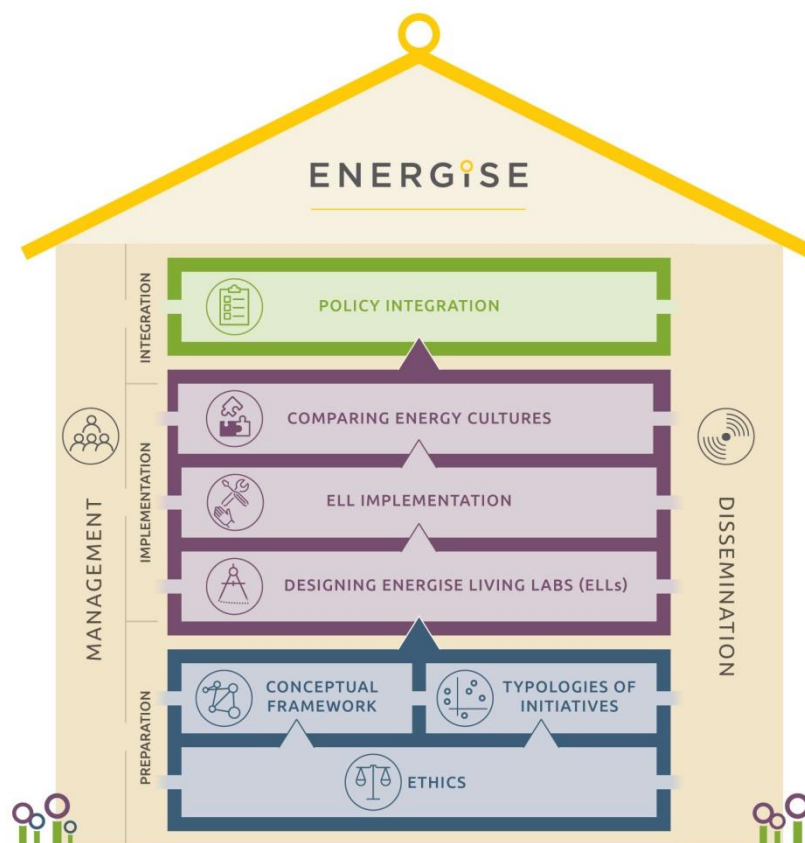 ENERGISE
INTEGRATION
POLICY INTEGRATION
MANAGEMENT
IMPLEMENTATION
COMPARING ENERGY CULTURES
ELL IMPLEMENTATION
DESIGNING ENERGISE LIVING LABS (ELLs)
DISSEMINATION
PREPARATION
CONCEPTUAL
FRAMEWORK
TYPOLOGIES OF
INITIATIVES
ETHICS